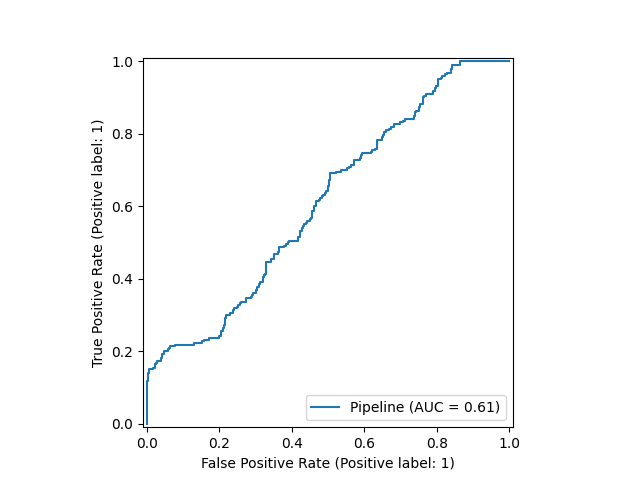 1.0
0.8
0.6
0.4
0.2
0.0
True Positive Rate (Positive label: 1)
Pipeline (AUC = 0.61)
0.0 0.2 0.4 0.6 0.8 1.0
False Positive Rate (Positive label: 1)